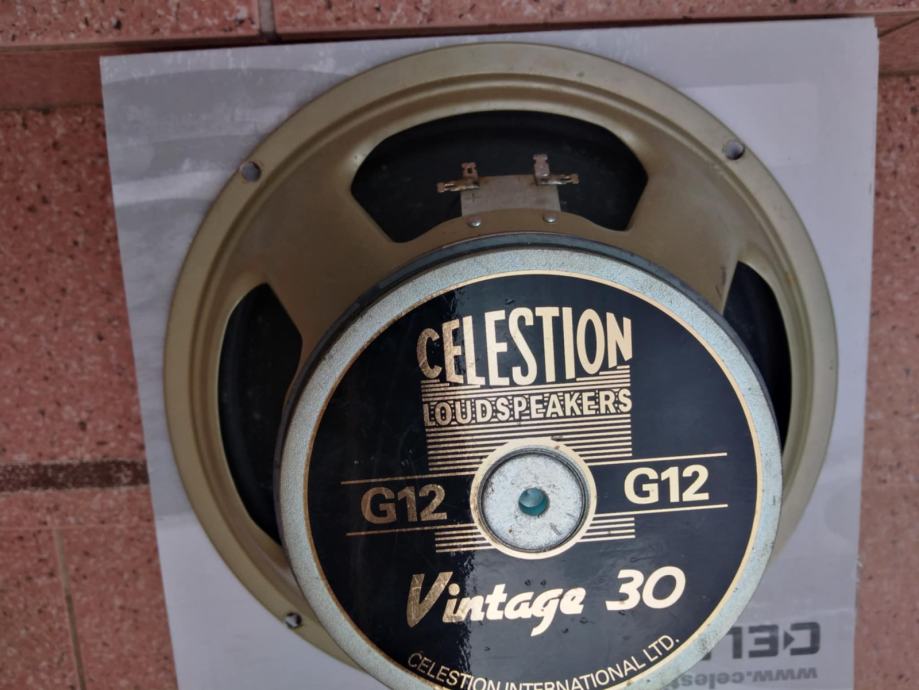 CELESTION
LOUDSPEAKERS
G12 G12
Vintage 30
CELESTION INTERNATIONAL LTD.